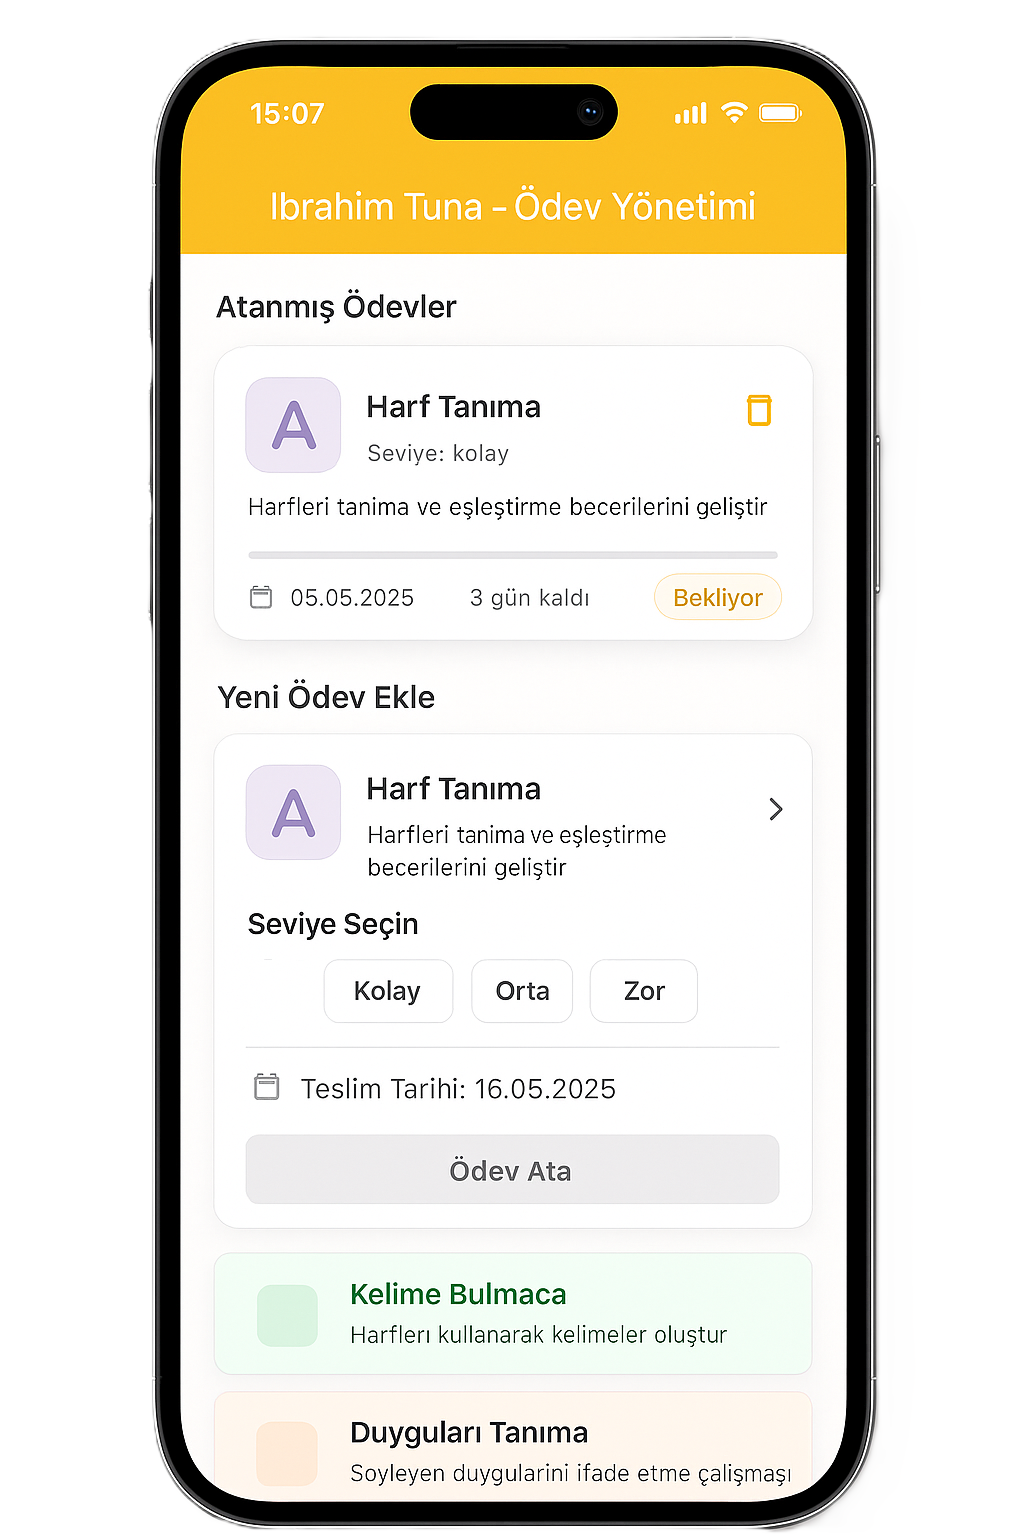 15:07
Ibrahim Tuna - Ödev Yönetimi
Atanmış Ödevler
A
Harf Tanıma
Seviye: kolay
Harfleri tanima ve eşleştirme becerilerini geliştir
05.05.2025 3 gün kaldı Bekliyor
Yeni Ödev Ekle
A
Harf Tanıma
Harfleri tanima ve eşleştirme
becerilerini geliştir
Seviye Seçin
Kolay Orta Zor
Teslim Tarihi: 16.05.2025
Ödev Ata
Kelime Bulmaca
Harflerı kullanarak kelimeler oluştur
Duyguları Tanıma
Soyleyen duygularini ifade etme çalişmaşı